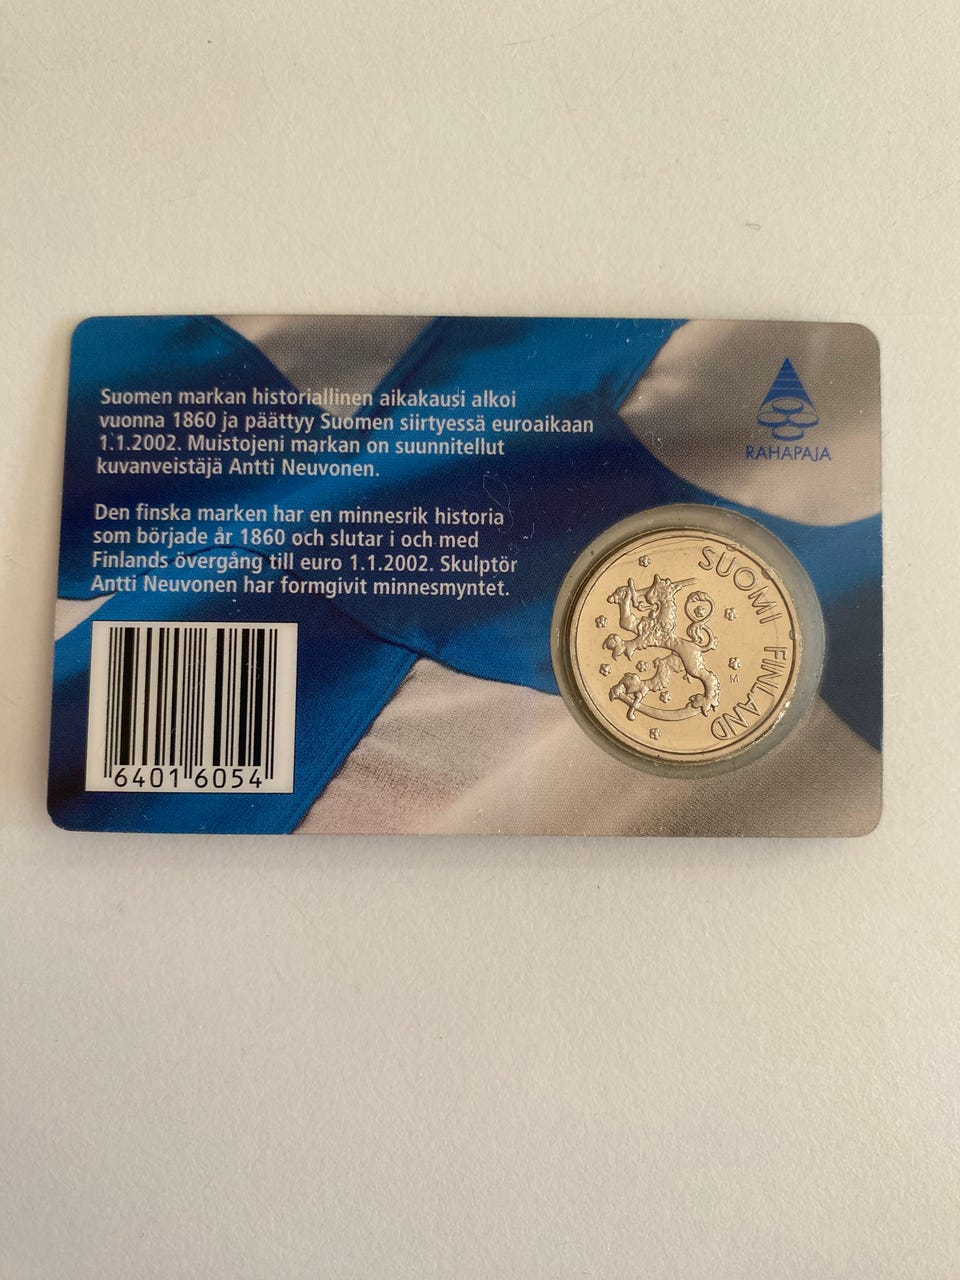 Suomen markan historiallinen aikakausi alkoi
vuonna 1860 ja päättyy Suomen siirtyessä euroaikaan
1.1.2002. Muistojeni markan on suunnitellut
kuvanveistäjä Antti Neuvonen.
Den finska marken har en minnesrik historia
som började år 1860 och slutar i och med
Finlands övergång till euro 1.1.2002. Skulptör
Antti Neuvonen har formgivit minnesmyntet.
RAHAPAJA
SUOMI FINLAND
M
6401 6054